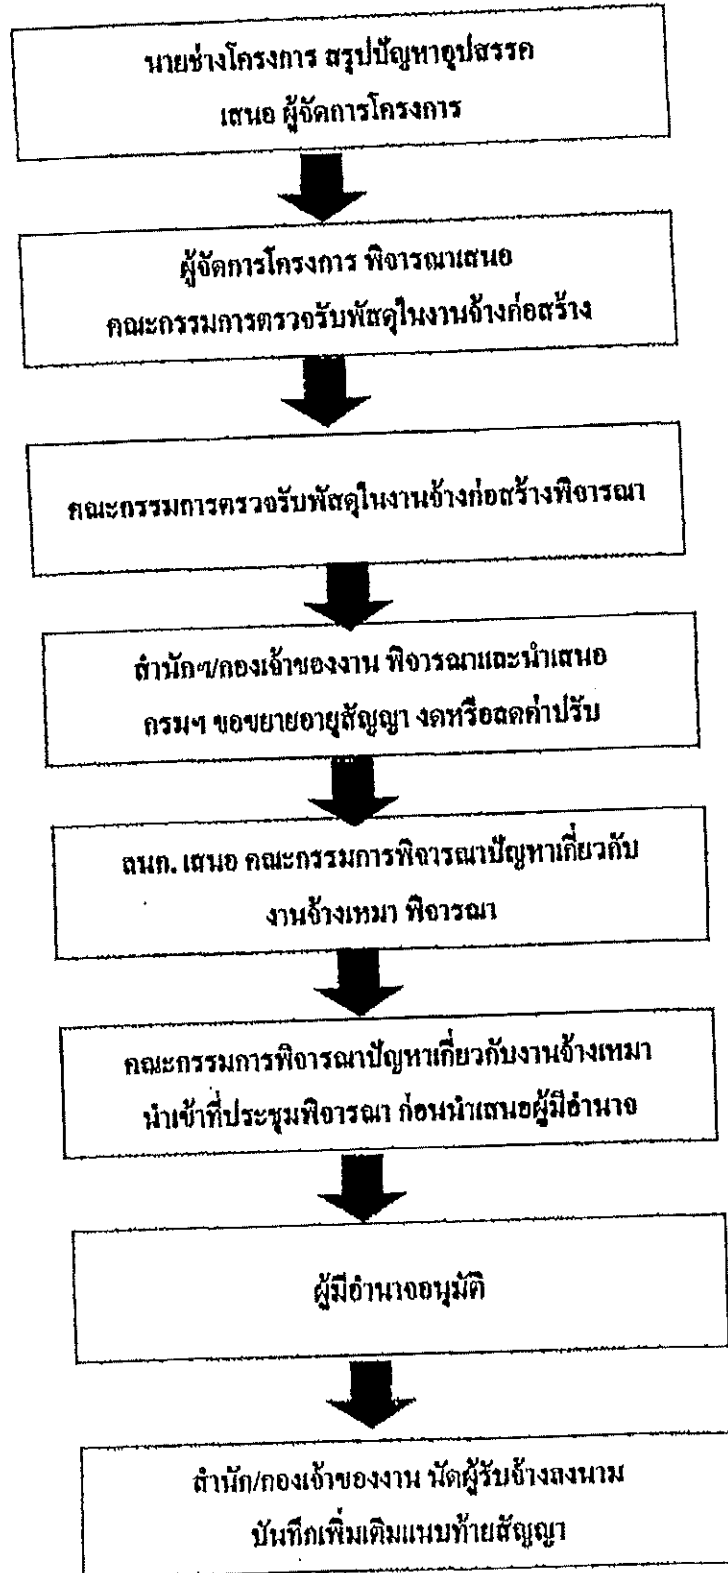 นายช่างโครงการ สรุปปัญหาอุปสรรค
เสนอ ผู้จัดการโครงการ
ผู้จัดการโครงการ พิจารณาเสนอ
คณะกรรมการตรวจรับพัสดุในงานจ้างก่อสร้าง
คณะกรรมการตรวจรับพัสดุในงานจ้างก่อสร้างพิจารณา
สำนักฯ/กองเจ้าของงาน พิจารณาและนำเสนอ
กรมฯ ขอขยายอายุสัญญา งดหรือลดค่าปรับ
ลนก. เสนอ คณะกรรมการพิจารณาปัญหาเกี่ยวกับ
งานจ้างเหมา พิจารณา
คณะกรรมการพิจารณาปัญหาเกี่ยวกับงานจ้างเหมา
นำเข้าที่ประชุมพิจารณา ก่อนนำเสนอผู้มีอำนาจ
ผู้มีอำนาจอนุมัติ
สำนัก/กองเจ้าของงาน นัดผู้รับจ้างลงนาม
บันทึกเพิ่มเติมแนบท้ายสัญญา